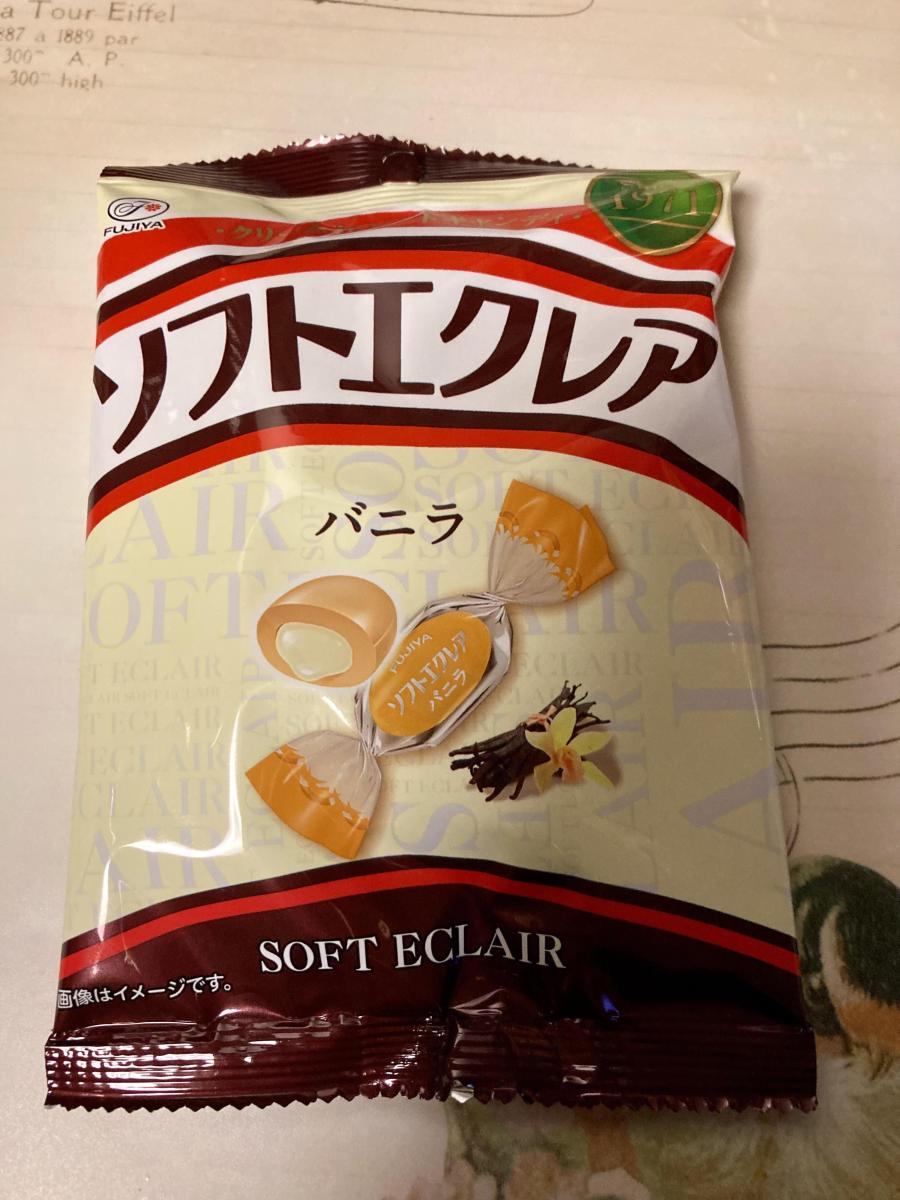 a Tour Eiffel
887 a 1889 par
300ᵐ A. P.
300ᵐ high
FUJIYA
1971
ソフトエクレア
バニラ
FUJIYA
ソフトエクレア
バニラ
SOFT ECLAIR
画像はイメージです。